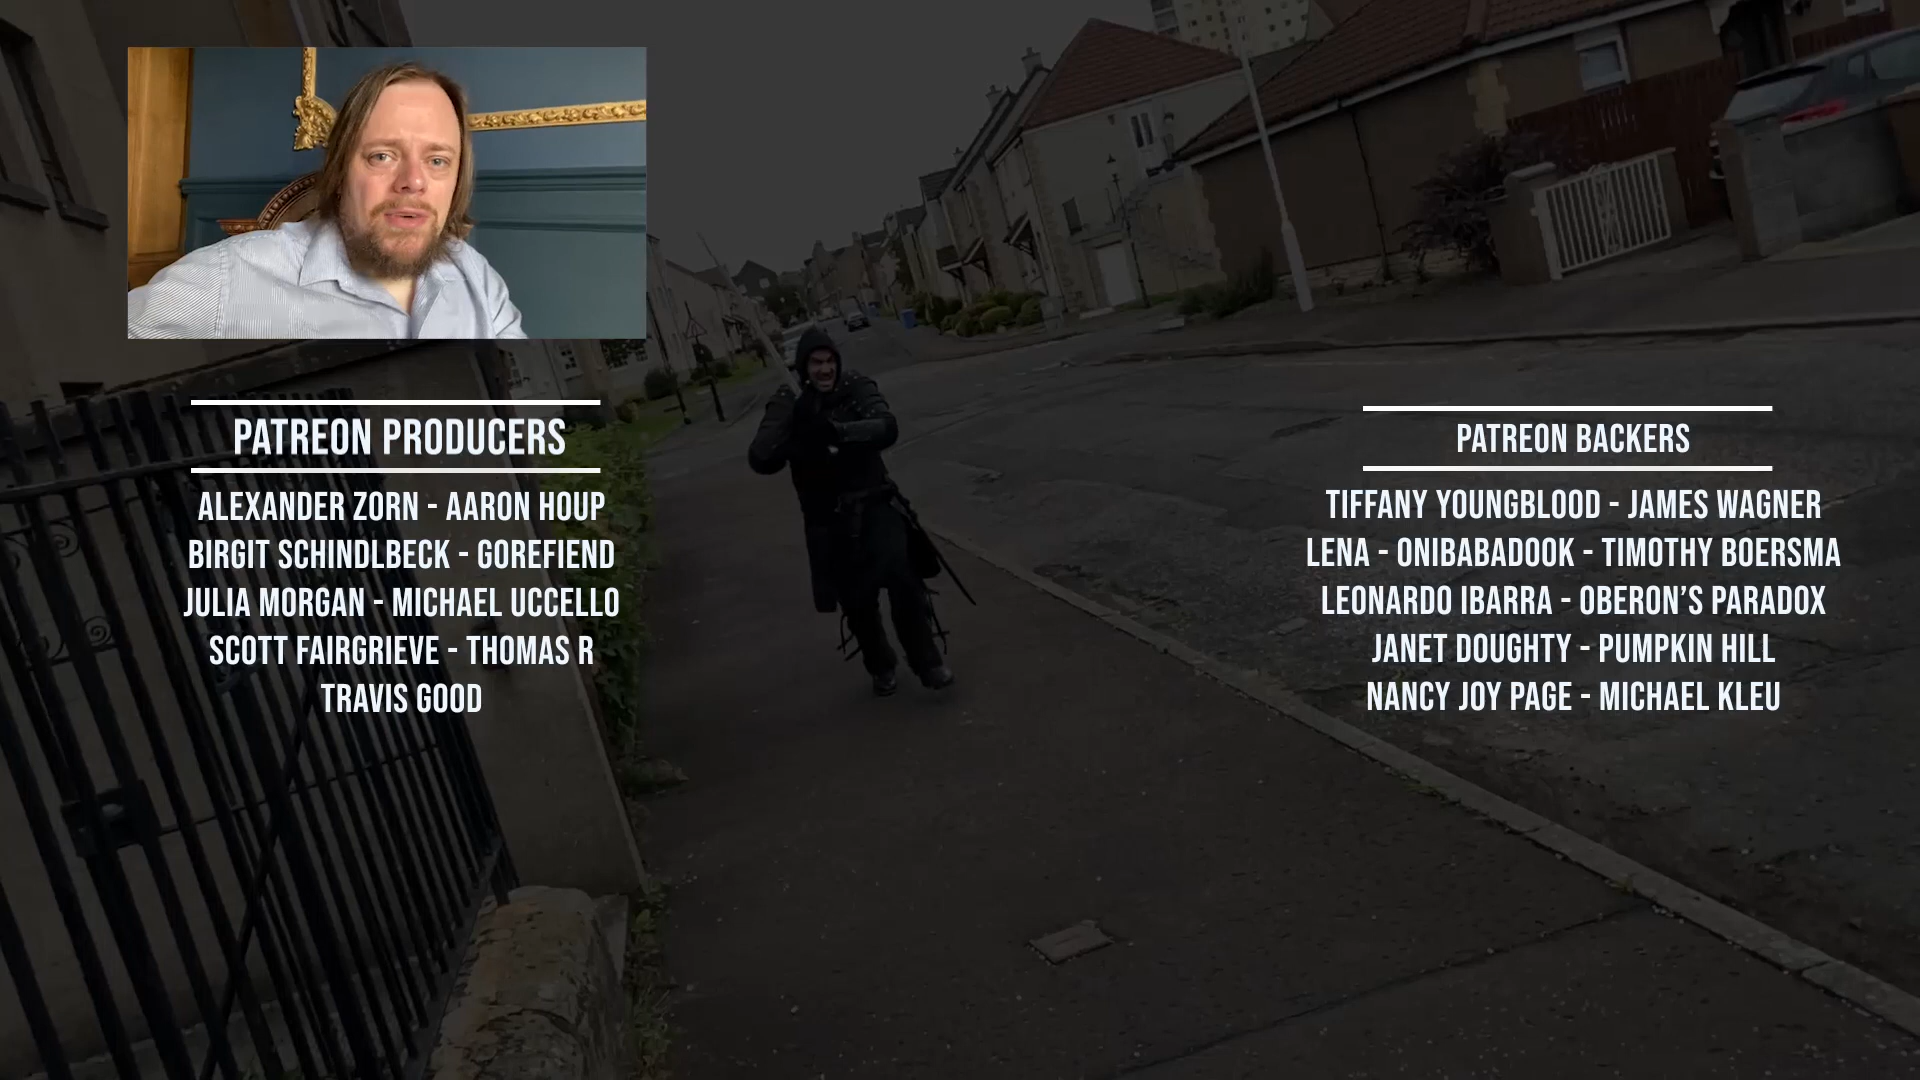 PATREON PRODUCERS
ALEXANDER ZORN - AARON HOUP
BIRGIT SCHINDLBECK - GOREFIEND
JULIA MORGAN - MICHAEL UCCELLO
SCOTT FAIRGRIEVE - THOMAS R
TRAVIS GOOD
PATREON BACKERS
TIFFANY YOUNGBLOOD - JAMES WAGNER
LENA - ONIBABADOOK - TIMOTHY BOERSMA
LEONARDO IBARRA - OBERON'S PARADOX
JANET DOUGHTY - PUMPKIN HILL
NANCY JOY PAGE - MICHAEL KLEU